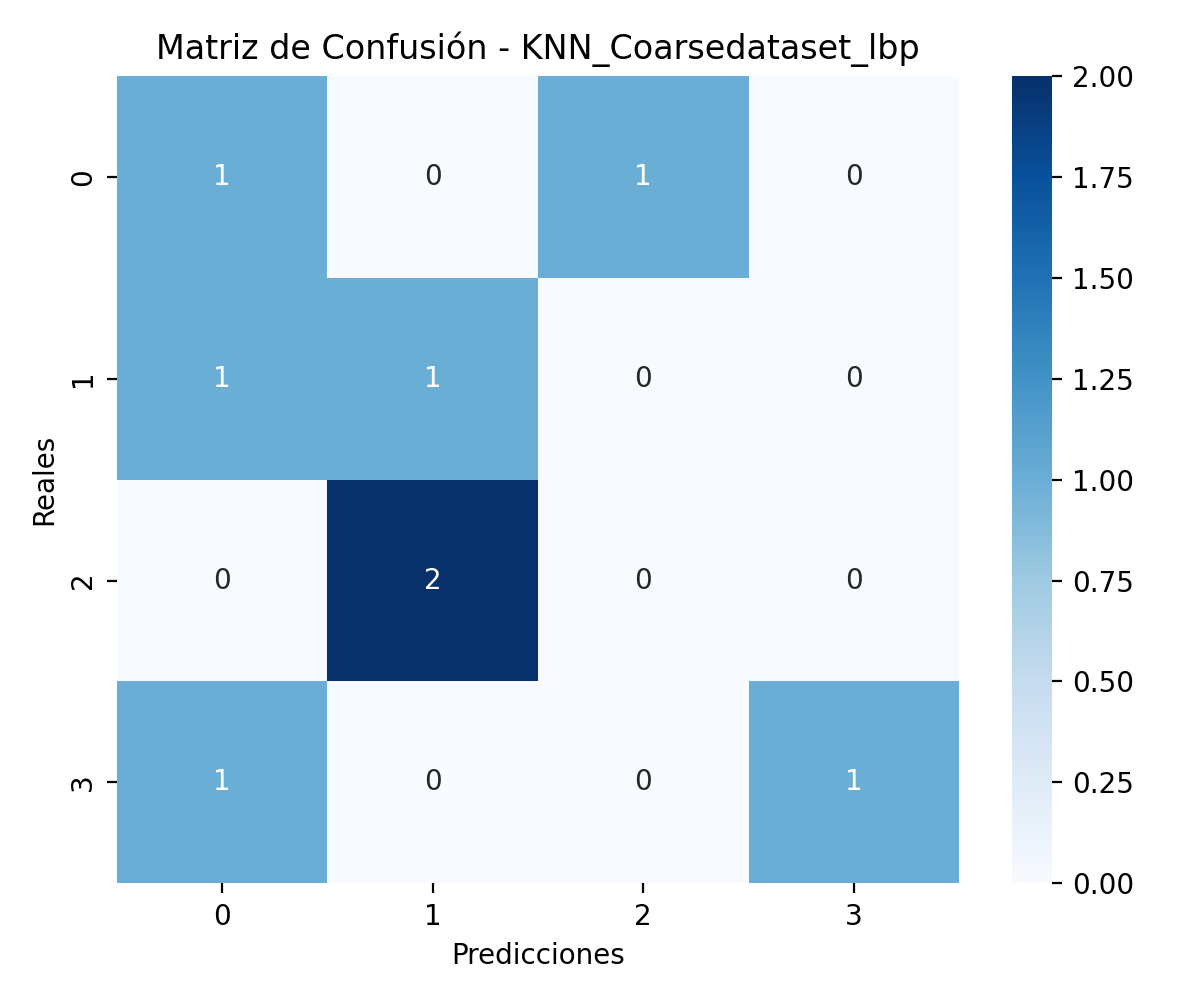 Matriz de Confusión - KNN_Coarsedataset_lbp
0 1 0 1 0
1 1 1 0 0
2 0 2 0 0
3 1 0 0 1
0 1 2 3
Predicciones
Reales
2.00
1.75
1.50
1.25
1.00
0.75
0.50
0.25
0.00